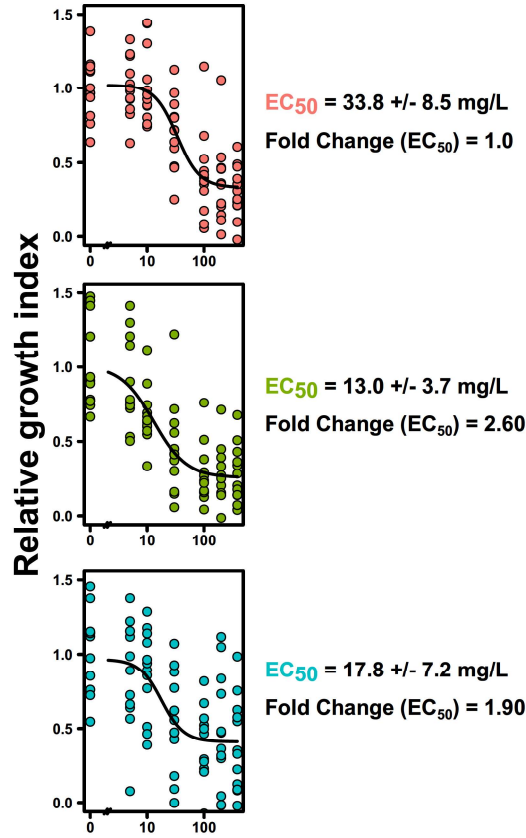 Relative growth index
1.5
1.0
0.5
0.0
0 10 100
EC50 = 33.8 +/- 8.5 mg/L
Fold Change (EC50) = 1.0
1.5
1.0
0.5
0.0
0 10 100
EC50 = 13.0 +/- 3.7 mg/L
Fold Change (EC50) = 2.60
1.5
1.0
0.5
0.0
0 10 100
EC50 = 17.8 +/- 7.2 mg/L
Fold Change (EC50) = 1.90